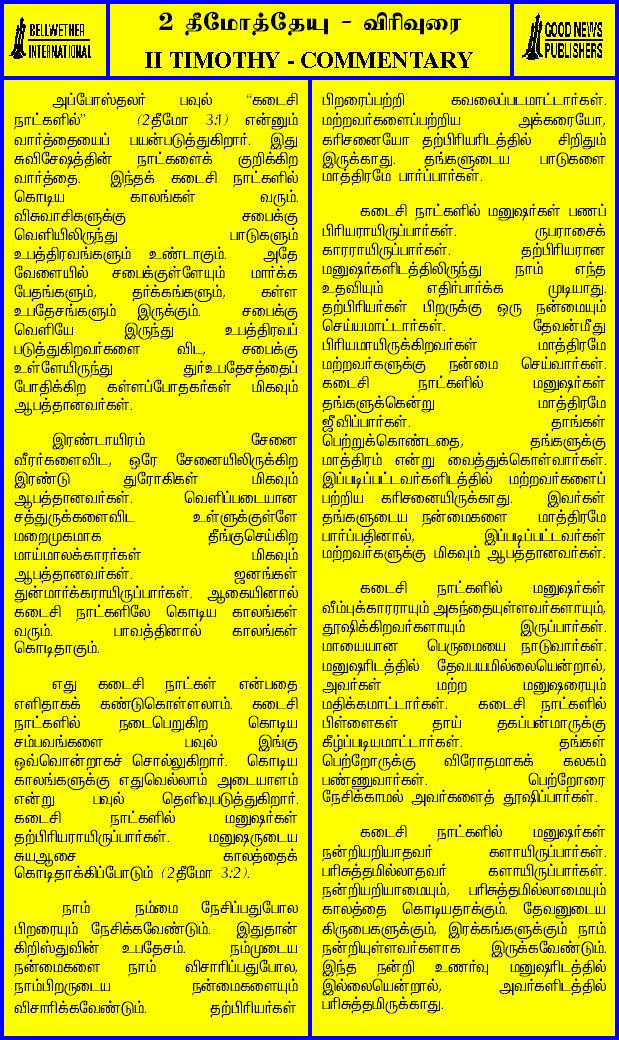 BELLWETHER
INTERNATIONAL
2 தீமோத்தேயு - விரிவுரை
II TIMOTHY - COMMENTARY
GOOD NEWS
PUBLISHERS
அப்போஸ்தலர் பவுல் “கடைசி
நாட்களில்” (2தீமோ 3:1) என்னும்
வார்த்தையைப் பயன்படுத்துகிறார். இது
சுவிசேஷத்தின் நாட்களைக் குறிக்கிற
வார்த்தை. இந்தக் கடைசி நாட்களில்
கொடிய காலங்கள் வரும்.
விசுவாசிகளுக்கு சபைக்கு
வெளியிலிருந்து பாடுகளும்
உபத்திரவங்களும் உண்டாகும். அதே
வேளையில் சபைக்குள்ளேயும் மார்க்க
பேதங்களும், தர்க்கங்களும், கள்ள
உபதேசங்களும் இருக்கும். சபைக்கு
வெளியே இருந்து உபத்திரவப்
படுத்துகிறவர்களை விட, சபைக்கு
உள்ளேயிருந்து துர்உபதேசத்தைப்
போதிக்கிற கள்ளப்போதகர்கள் மிகவும்
ஆபத்தானவர்கள்.
இரண்டாயிரம் சேனை
வீரர்களைவிட, ஒரே சேனையிலிருக்கிற
இரண்டு துரோகிகள் மிகவும்
ஆபத்தானவர்கள். வெளிப்படையான
சத்துருக்களைவிட உள்ளுக்குள்ளே
மறைமுகமாக தீங்குசெய்கிற
மாய்மாலக்காரர்கள் மிகவும்
ஆபத்தானவர்கள். ஜனங்கள்
துன்மார்க்கராயிருப்பார்கள். ஆகையினால்
கடைசி நாட்களிலே கொடிய காலங்கள்
வரும். பாவத்தினால் காலங்கள்
கொடிதாகும்.
எது கடைசி நாட்கள் என்பதை
எளிதாகக் கண்டுகொள்ளலாம். கடைசி
நாட்களில் நடைபெறுகிற கொடிய
சம்பவங்களை பவுல் இங்கு
ஒவ்வொன்றாகச் சொல்லுகிறார். கொடிய
காலங்களுக்கு எதுவெல்லாம் அடையாளம்
என்று பவுல் தெளிவுபடுத்துகிறார்.
கடைசி நாட்களில் மனுஷர்கள்
தற்பிரியராயிருப்பார்கள். மனுஷருடைய
சுயஆசை காலத்தைக்
கொடிதாக்கிப்போடும் (2தீமோ 3:2).
நாம் நம்மை நேசிப்பதுபோல
பிறரையும் நேசிக்கவேண்டும். இதுதான்
கிறிஸ்துவின் உபதேசம். நம்முடைய
நன்மைகளை நாம் விசாரிப்பதுபோல,
நாம்பிறருடைய நன்மைகளையும்
விசாரிக்கவேண்டும். தற்பிரியர்கள்
பிறரைப்பற்றி கவலைப்படமாட்டார்கள்.
மற்றவர்களைப்பற்றிய அக்கரையோ,
கரிசனையோ தற்பிரியரிடத்தில் சிறிதும்
இருக்காது. தங்களுடைய பாடுகளை
மாத்திரமே பார்ப்பார்கள்.
கடைசி நாட்களில் மனுஷர்கள் பணப்
பிரியராயிருப்பார்கள். ருபராசைக்
காரராயிருப்பார்கள். தற்பிரியரான
மனுஷர்களிடத்திலிருந்து நாம் எந்த
உதவியும் எதிர்பார்க்க முடியாது.
தற்பிரியர்கள் பிறருக்கு ஒரு நன்மையும்
செய்யமாட்டார்கள். தேவன்மீது
பிரியமாயிருக்கிறவர்கள் மாத்திரமே
மற்றவர்களுக்கு நன்மை செய்வார்கள்.
கடைசி நாட்களில் மனுஷர்கள்
தங்களுக்கென்று மாத்திரமே
ஜீவிப்பார்கள். தாங்கள்
பெற்றுக்கொண்டதை, தங்களுக்கு
மாத்திரம் என்று வைத்துக்கொள்வார்கள்.
இப்படிப்பட்டவர்களிடத்தில் மற்றவர்களைப்
பற்றிய கரிசனையிருக்காது. இவர்கள்
தங்களுடைய நன்மைகளை மாத்திரமே
பார்ப்பதினால், இப்படிப்பட்டவர்கள்
மற்றவர்களுக்கு மிகவும் ஆபத்தானவர்கள்.
கடைசி நாட்களில் மனுஷர்கள்
வீம்புக்காரராயும் அகந்தையுள்ளவர்களாயும்,
தூஷிக்கிறவர்களாயும் இருப்பார்கள்.
மாயையான பெருமையை நாடுவார்கள்.
மனுஷரிடத்தில் தேவபயமில்லையென்றால்,
அவர்கள் மற்ற மனுஷரையும்
மதிக்கமாட்டார்கள். கடைசி நாட்களில்
பிள்ளைகள் தாய் தகப்பன்மாருக்கு
கீழ்ப்படியமாட்டார்கள். தங்கள்
பெற்றோருக்கு விரோதமாகக் கலகம்
பண்ணுவார்கள். பெற்றோரை
நேசிக்காமல் அவர்களைத் தூஷிப்பார்கள்.
கடைசி நாட்களில் மனுஷர்கள்
நன்றியறியாதவர் களாயிருப்பார்கள்.
பரிசுத்தமில்லாதவர் களாயிருப்பார்கள்.
நன்றியறியாமையும், பரிசுத்தமில்லாமையும்
காலத்தை கொடியதாக்கும். தேவனுடைய
கிருபைகளுக்கும், இரக்கங்களுக்கும் நாம்
நன்றியுள்ளவர்களாக இருக்கவேண்டும்.
இந்த நன்றி உணர்வு மனுஷரிடத்தில்
இல்லையென்றால், அவர்களிடத்தில்
பரிசுத்தமிருக்காது.